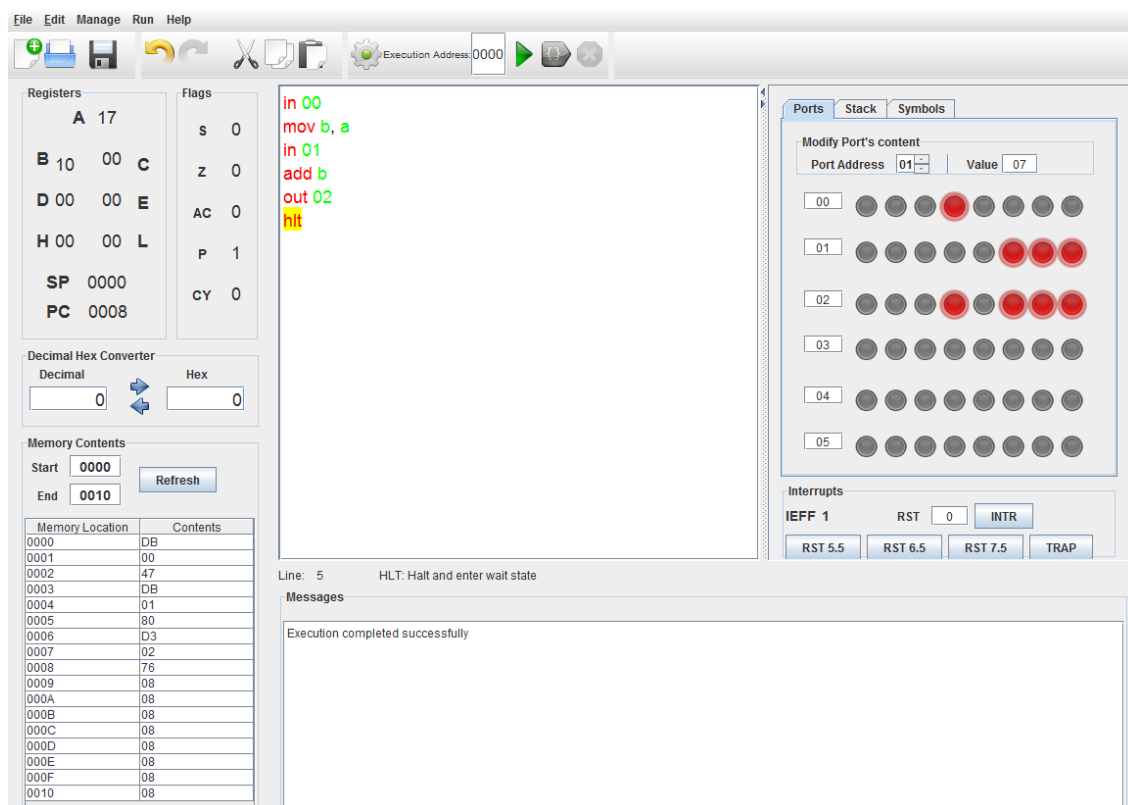 File Edit Manage Run Help
Execution Address: 0000
Registers
A 17
B 10 00 C
D 00 00 E
H 00 00 L
SP 0000
PC 0008
Flags
S 0
Z 0
AC 0
P 1
CY 0
Decimal Hex Converter
Decimal Hex
0 0
Memory Contents
Start 0000
End 0010
Refresh
Memory Location Contents
0000 DB
0001 00
0002 47
0003 DB
0004 01
0005 80
0006 D3
0007 02
0008 76
0009 08
000A 08
000B 08
000C 08
000D 08
000E 08
000F 08
0010 08
in 00
mov b, a
in 01
add b
out 02
hlt
Line: 5 HLT: Halt and enter wait state
Messages
Execution completed successfully
Ports Stack Symbols
Modify Port's content
Port Address 01 Value 07
00
01
02
03
04
05
Interrupts
IEFF 1 RST 0 INTR
RST 5.5 RST 6.5 RST 7.5 TRAP